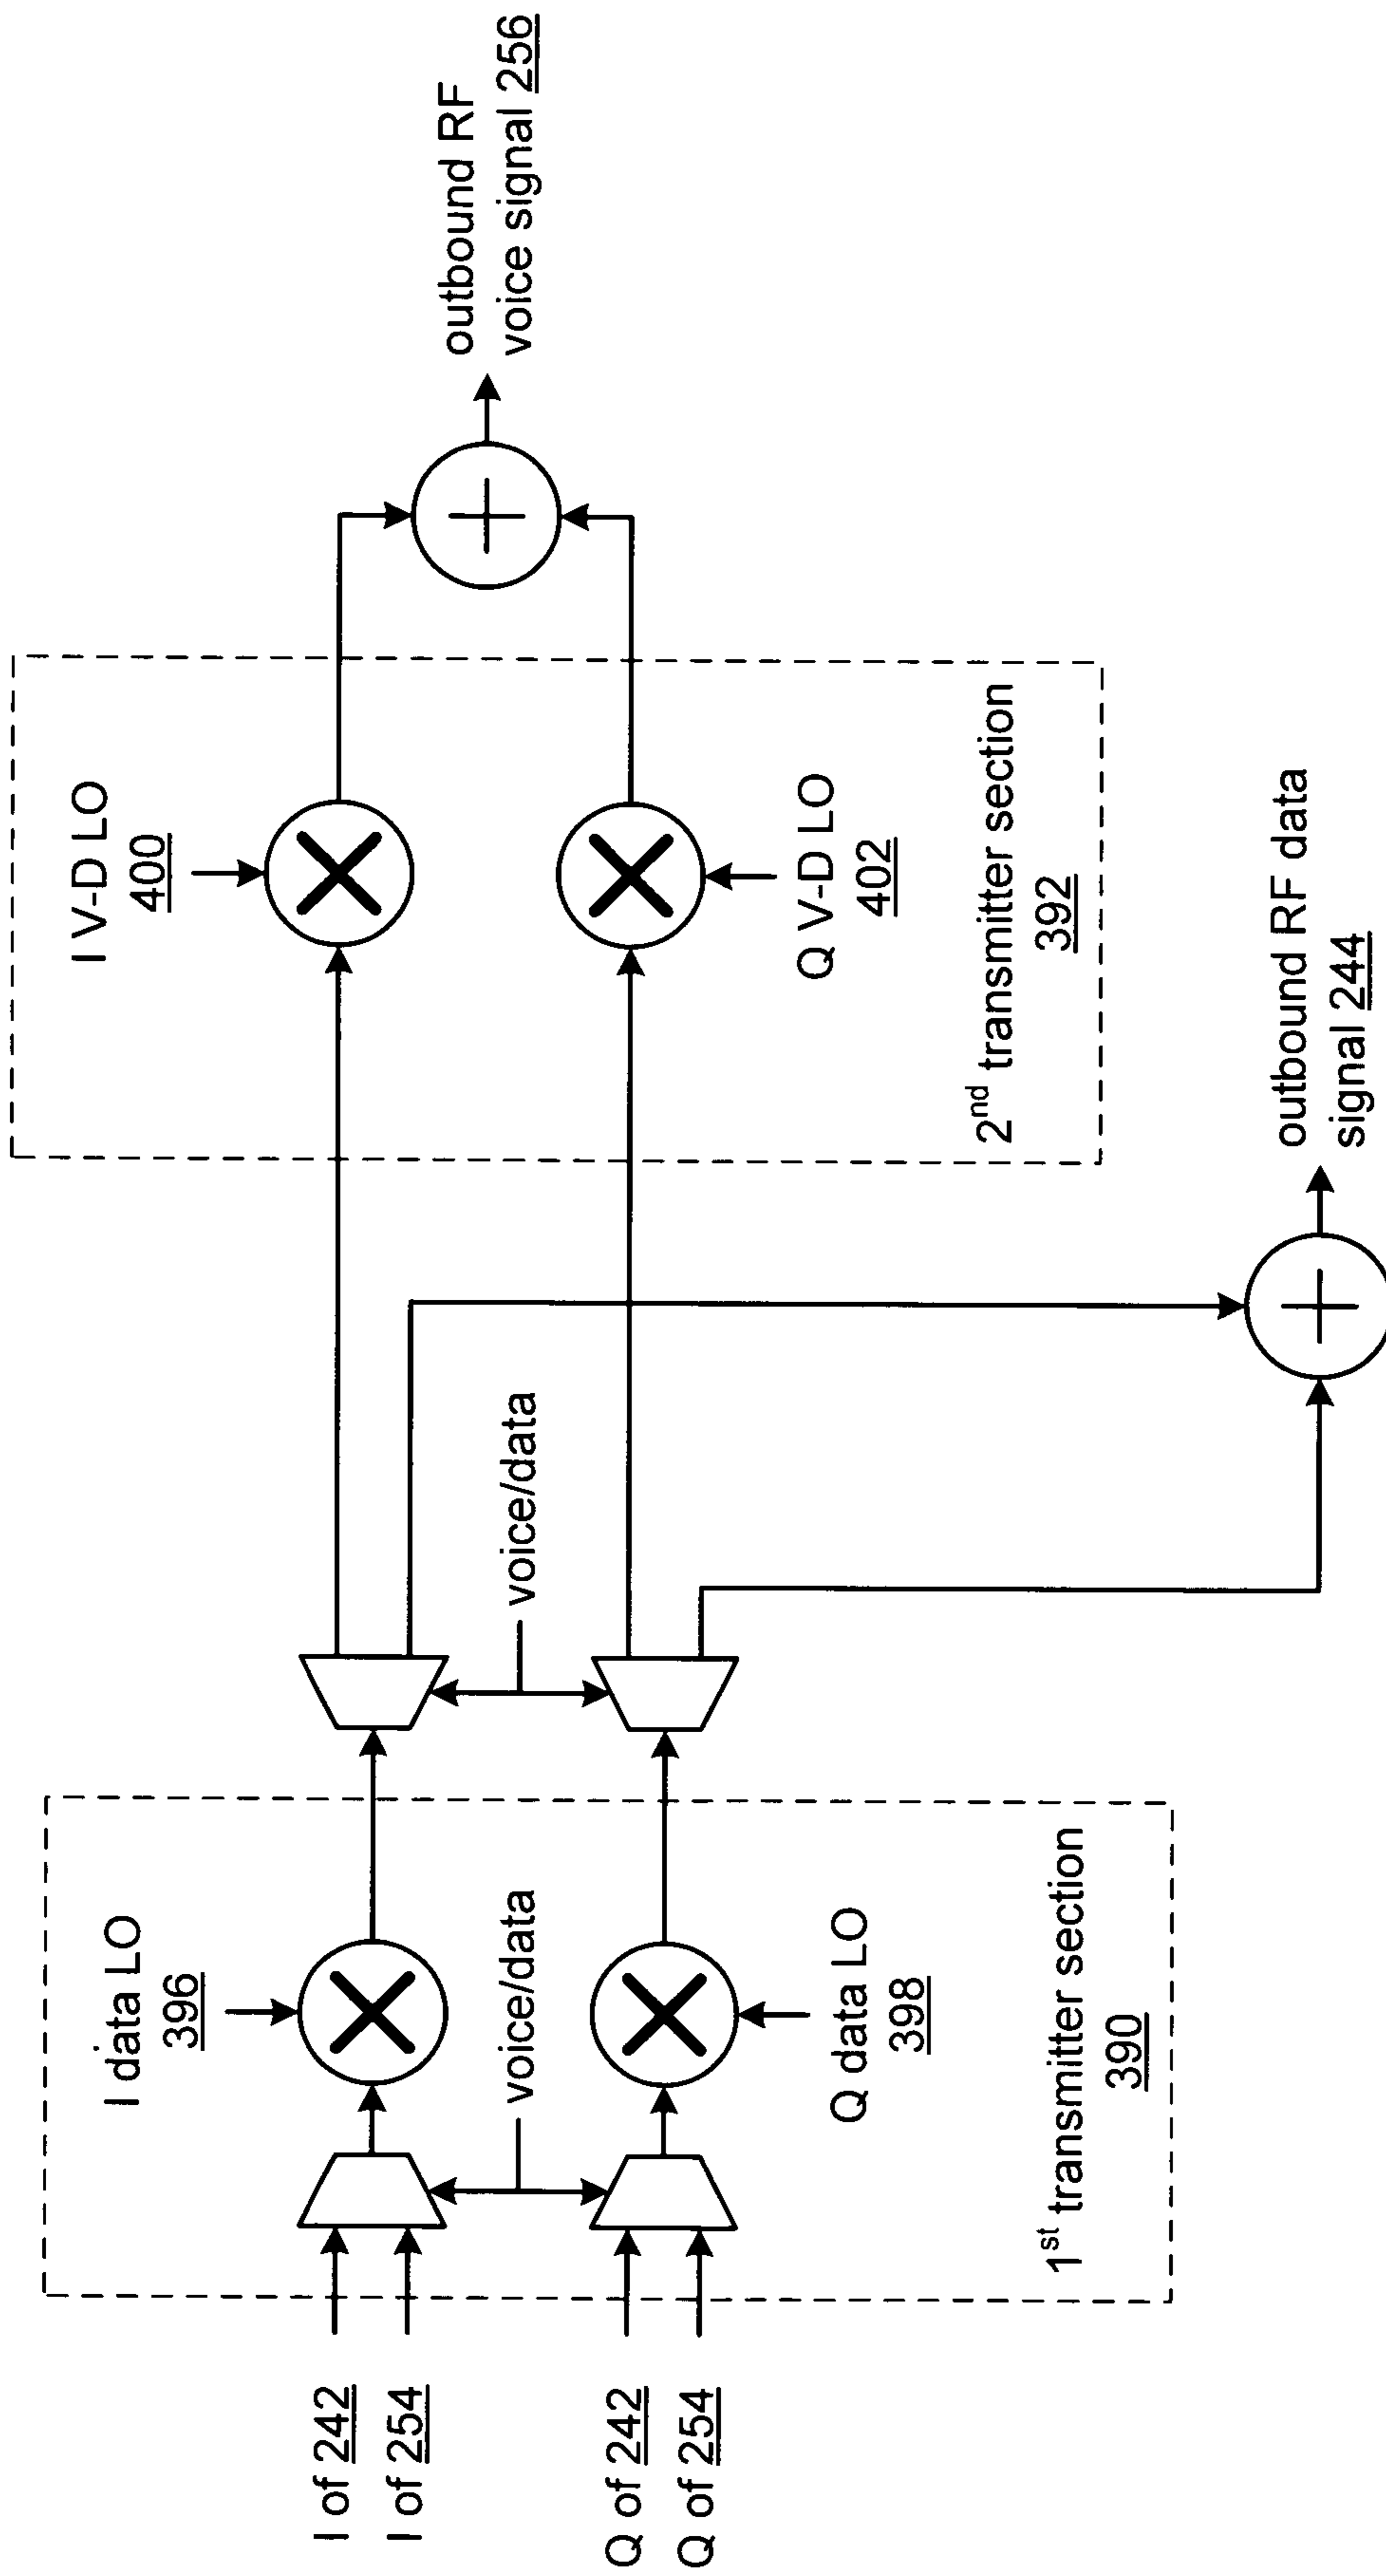 I of 242
I of 254
Q of 242
Q of 254
I data LO
396
voice/data
Q data LO
398
1st transmitter section
390
voice/data
I V-D LO
400
Q V-D LO
402
2nd transmitter section
392
outbound RF
voice signal 256
outbound RF data
signal 244